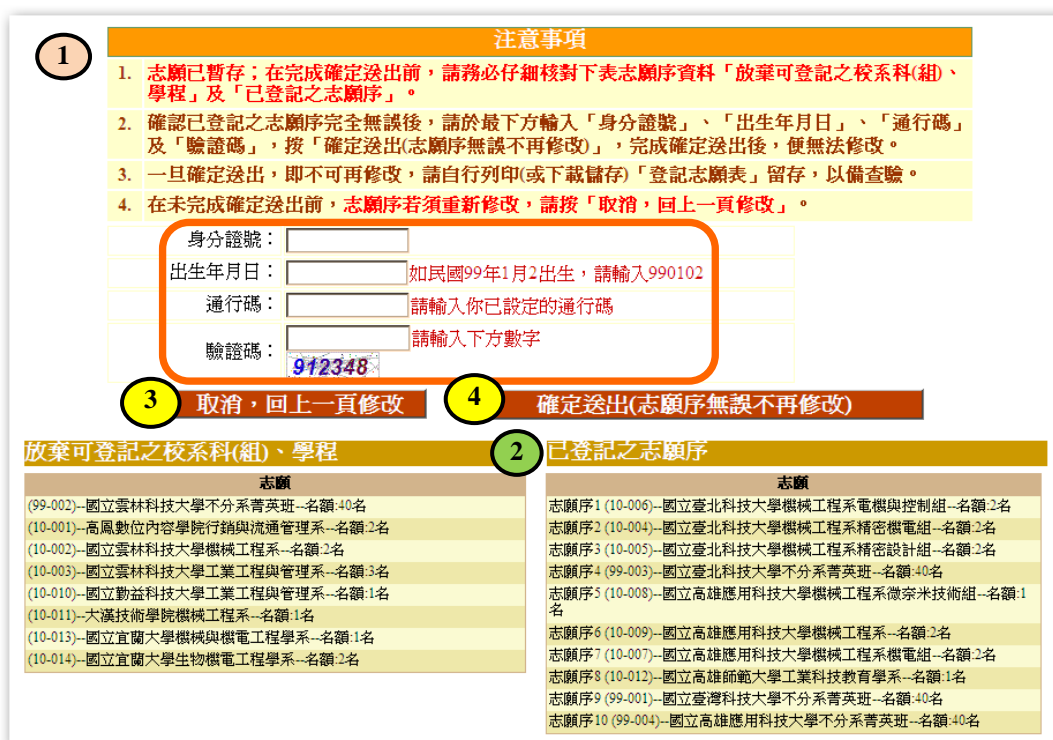 1
注意事項
1. 志願已暫存；在完成確定送出前，請務必仔細核對下表志願序資料「放棄可登記之校系科(組)、
學程」及「已登記之志願序」。
2. 確認已登記之志願序完全無誤後，請於最下方輸入「身分證號」、「出生年月日」、「通行碼」
及「驗證碼」，按「確定送出(志願序無誤不再修改)」，完成確定送出後，便無法修改。
3. 一旦確定送出，即不可再修改，請自行列印(或下載儲存)「登記志願表」留存，以備查驗。
4. 在未完成確定送出前，志願序若須重新修改，請按「取消，回上一頁修改」。
身分證號：
出生年月日： 如民國99年1月2出生，請輸入990102
通行碼： 請輸入你已設定的通行碼
請輸入下方數字
驗證碼：
912348
3 取消，回上一頁修改 4 確定送出(志願序無誤不再修改)
放棄可登記之校系科(組)、學程
志願
(99-002)--國立雲林科技大學不分系菁英班--名額:40名
(10-001)--高鳳數位內容學院行銷與流通管理系--名額:2名
(10-002)--國立雲林科技大學機械工程系--名額:2名
(10-003)--國立雲林科技大學工業工程與管理系--名額:3名
(10-010)--國立勤益科技大學工業工程與管理系--名額:1名
(10-011)--大漢技術學院機械工程系--名額:1名
(10-013)--國立宜蘭大學機械與機電工程學系--名額:1名
(10-014)--國立宜蘭大學生物機電工程學系--名額:2名
2 已登記之志願序
志願
志願序1 (10-006)--國立臺北科技大學機械工程系電機與控制組--名額:2名
志願序2 (10-004)--國立臺北科技大學機械工程系精密機電組--名額:2名
志願序3 (10-005)--國立臺北科技大學機械工程系精密設計組--名額:2名
志願序4 (99-003)--國立臺北科技大學不分系菁英班--名額:40名
志願序5 (10-008)--國立高雄應用科技大學機械工程系微奈米技術組--名額:1
名
志願序6 (10-009)--國立高雄應用科技大學機械工程系--名額:2名
志願序7 (10-007)--國立高雄應用科技大學機械工程系機電組--名額:2名
志願序8 (10-012)--國立高雄師範大學工業科技教育學系--名額:1名
志願序9 (99-001)--國立臺灣科技大學不分系菁英班--名額:40名
志願序10 (99-004)--國立高雄應用科技大學不分系菁英班--名額:40名